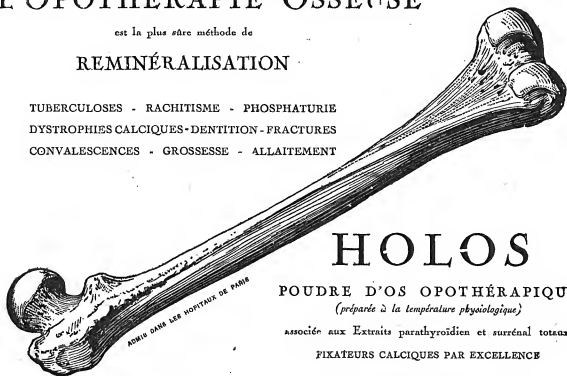 L'OPOTHÉRAPIE OSSEUSE
est la plus sûre méthode de
REMINÉRALISATION
TUBERCULOSES - RACHITISME - PHOSPHATURIE
DYSTROPHIES CALCIQUES - DENTITION - FRACTURES
CONVALESCENCES - GROSSESSE - ALLAITEMENT
ADMIS DANS LES HOPITAUX DE PARIS
HOLOS
POUDRE D'OS OPOTHÉRAPIQU
(préparée à la température physiologique)
associée aux Extraits parathyroïdien et surrénal totaux
FIXATEURS CALCIQUES PAR EXCELLENCE